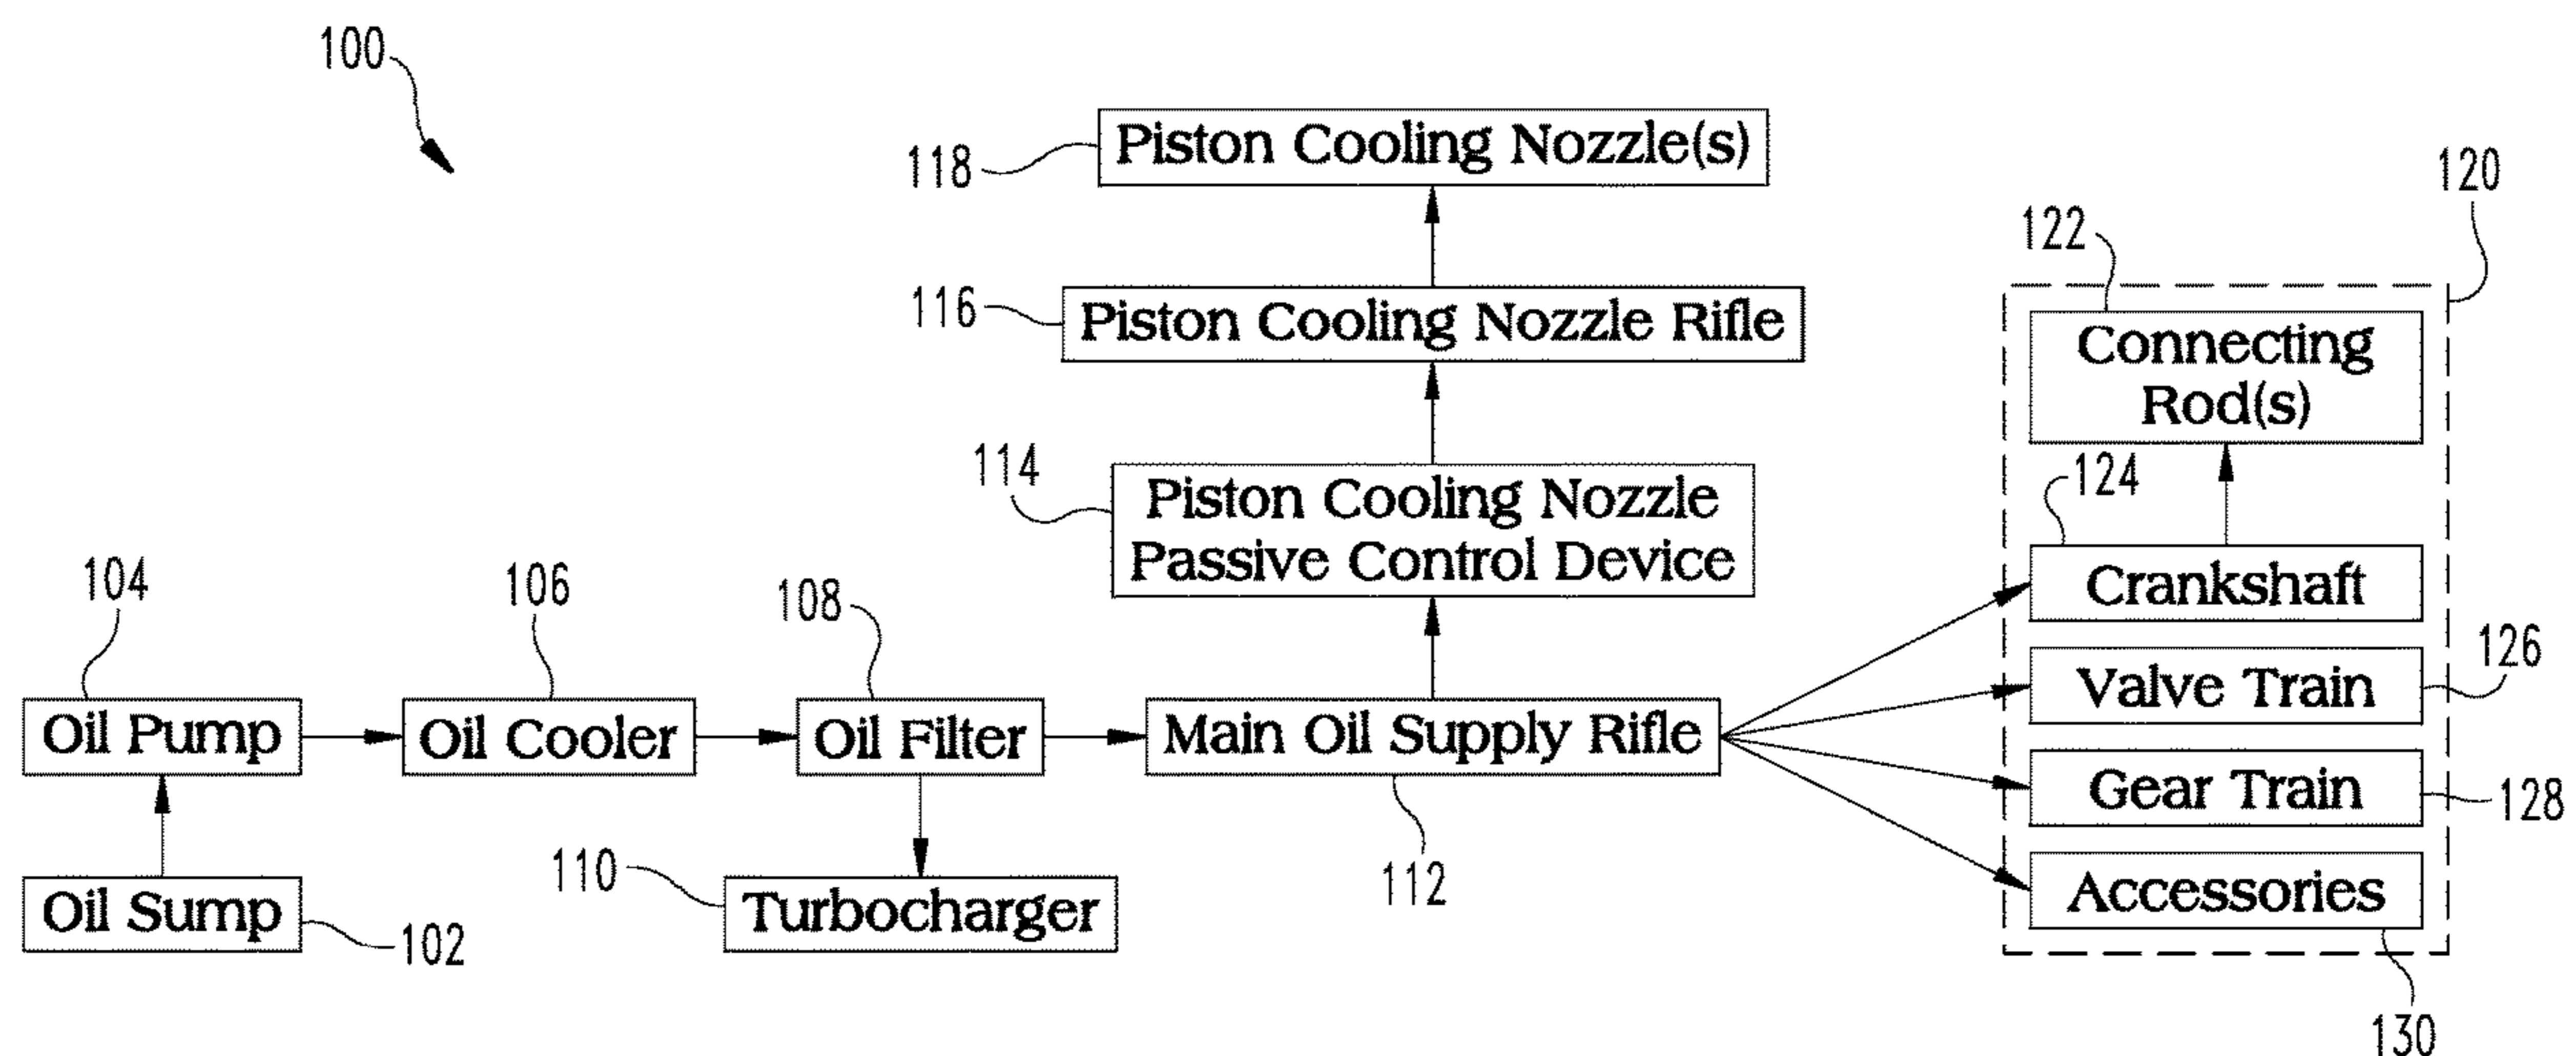 100
118
Piston Cooling Nozzle(s)
120
122
116
Piston Cooling Nozzle Rifle
Connecting
Rod(s)
114
Piston Cooling Nozzle
Passive Control Device
124
Crankshaft
104
106
108
126
Valve Train
Oil Pump
Oil Cooler
Oil Filter
Main Oil Supply Rifle
Gear Train
128
110
112
Oil Sump
102
Turbocharger
Accessories
130